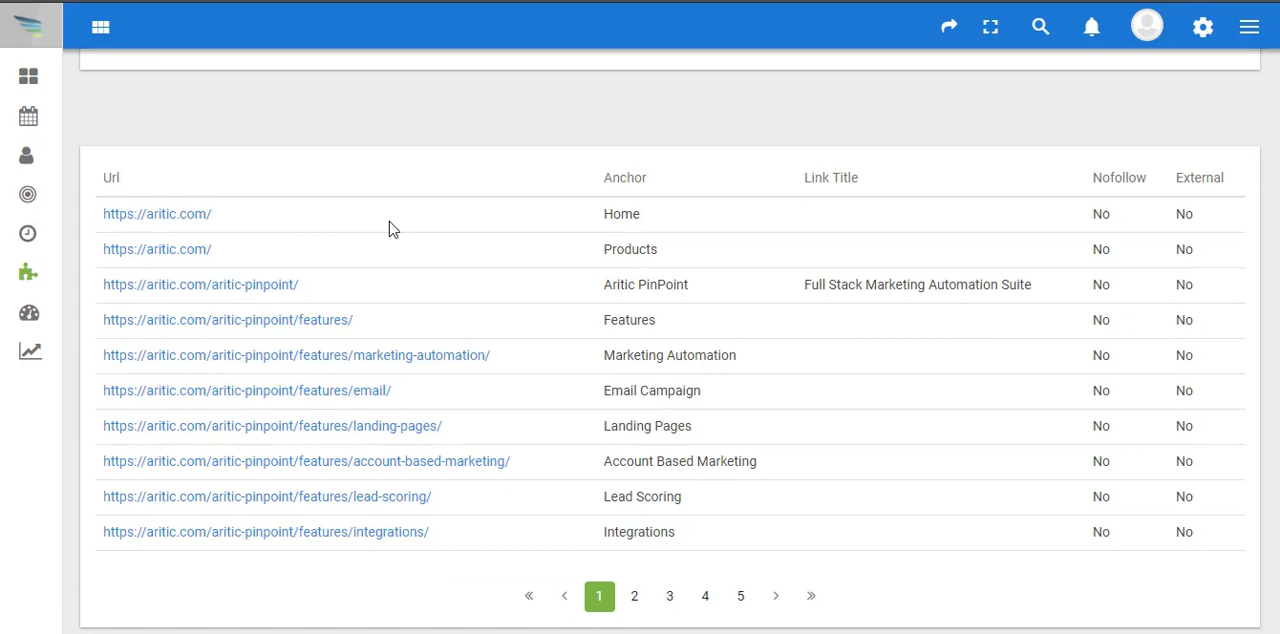 Url Anchor Link Title Nofollow External
https://aritic.com/ Home No No
https://aritic.com/ Products No No
https://aritic.com/aritic-pinpoint/ Aritic PinPoint Full Stack Marketing Automation Suite No No
https://aritic.com/aritic-pinpoint/features/ Features No No
https://aritic.com/aritic-pinpoint/features/marketing-automation/ Marketing Automation No No
https://aritic.com/aritic-pinpoint/features/email/ Email Campaign No No
https://aritic.com/aritic-pinpoint/features/landing-pages/ Landing Pages No No
https://aritic.com/aritic-pinpoint/features/account-based-marketing/ Account Based Marketing No No
https://aritic.com/aritic-pinpoint/features/lead-scoring/ Lead Scoring No No
https://aritic.com/aritic-pinpoint/features/integrations/ Integrations No No
« ‹ 1 2 3 4 5 › »